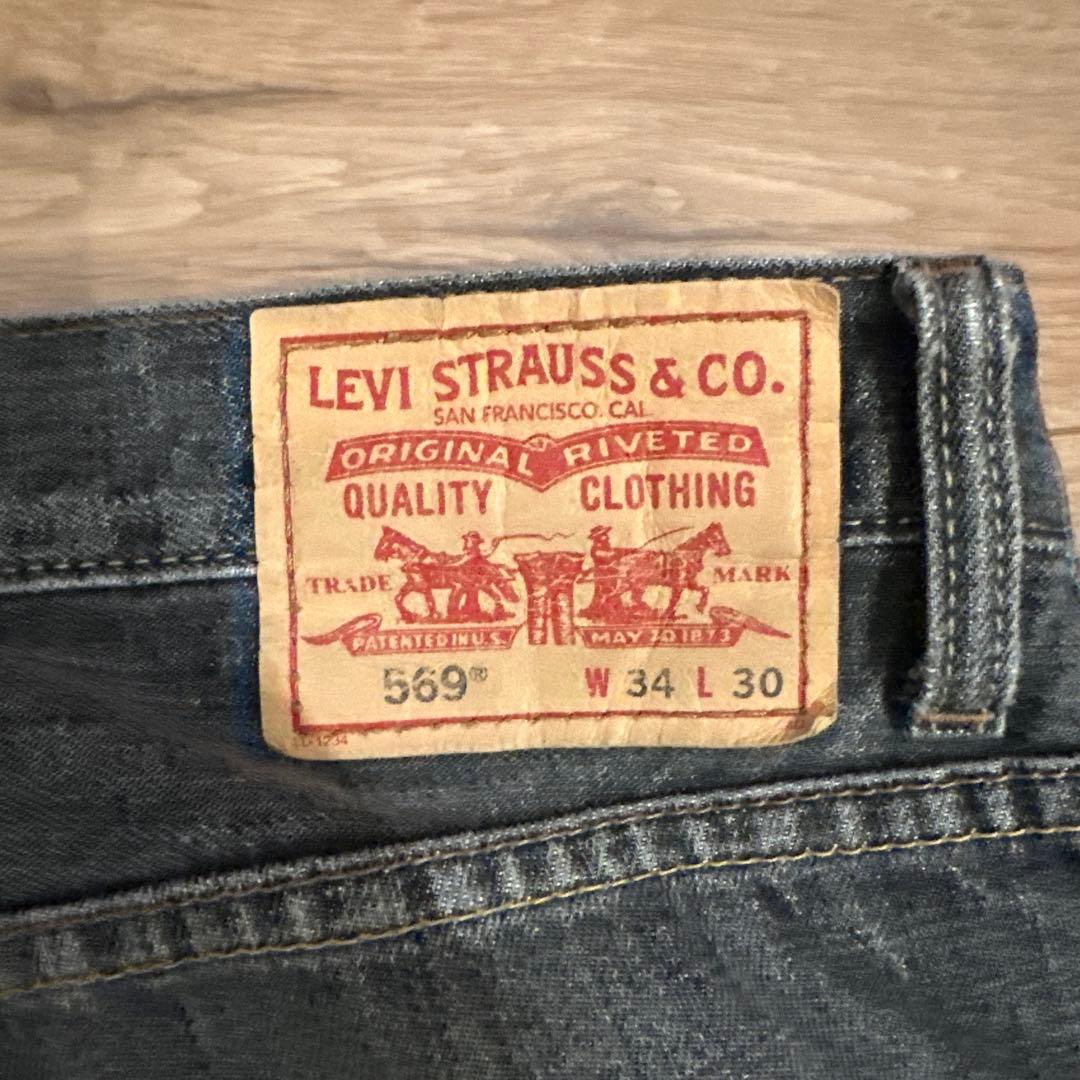 LEVI STRAUSS & CO.
SAN FRANCISCO. CAL.
ORIGINAL RIVETED
QUALITY CLOTHING
TRADE MARK
PATENTED IN U.S. MAY 20 1873
569® W 34 L 30